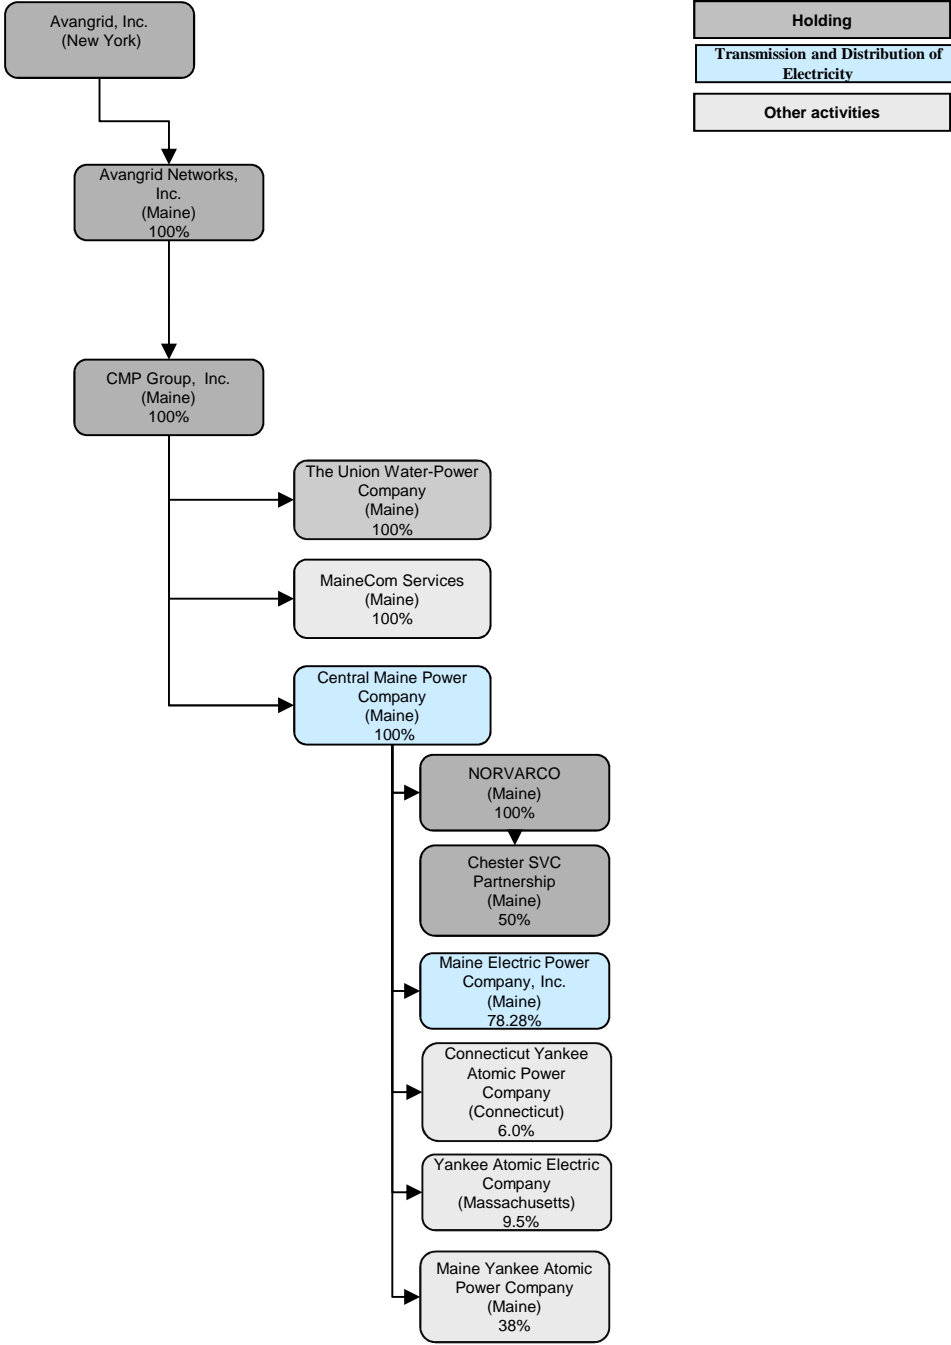 Avangrid, Inc.
(New York)
Holding
Transmission and Distribution of
Electricity
Other activities
Avangrid Networks,
Inc.
(Maine)
100%
CMP Group,  Inc.
(Maine)
100%
The Union Water-Power
Company
(Maine)
100%
MaineCom Services
(Maine)
100%
Central Maine Power
Company
(Maine)
100%
NORVARCO
(Maine)
100%
Chester SVC
Partnership
(Maine)
50%
Maine Electric Power
Company, Inc.
(Maine)
78.28%
Connecticut Yankee
Atomic Power
Company
(Connecticut)
6.0%
Yankee Atomic Electric
Company
(Massachusetts)
9.5%
Maine Yankee Atomic
Power Company
(Maine)
38%